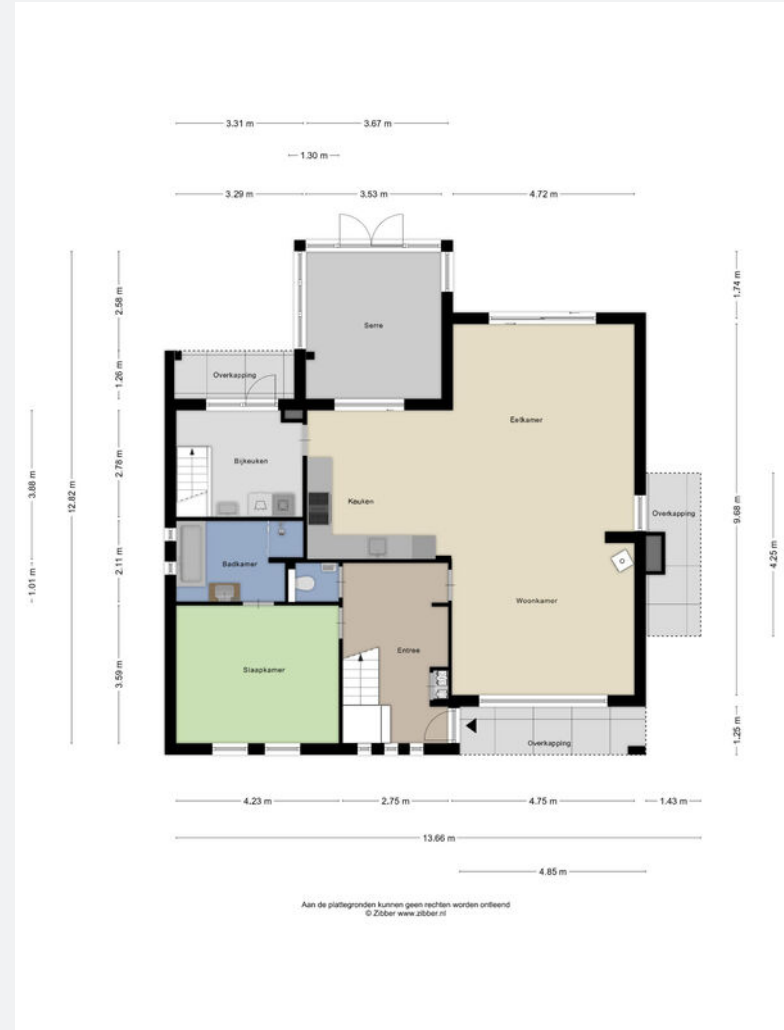 3.31 m
3.67 m
1.30 m
3.29 m
3.53 m
4.72 m
2.58 m
1.74 m
Serre
Overkapping
1.26 m
Eetkamer
Bijkeuken
2.78 m
3.88 m
12.82 m
Keuken
Overkapping
9.68 m
4.25 m
Badkamer
2.11 m
1.01 m
Woonkamer
Entree
Slaapkamer
3.59 m
Overkapping
1.25 m
4.23 m
2.75 m
4.75 m
1.43 m
13.66 m
4.85 m
Aan de plattegronden kunnen geen rechten worden ontleend
© Zibber www.zibber.nl